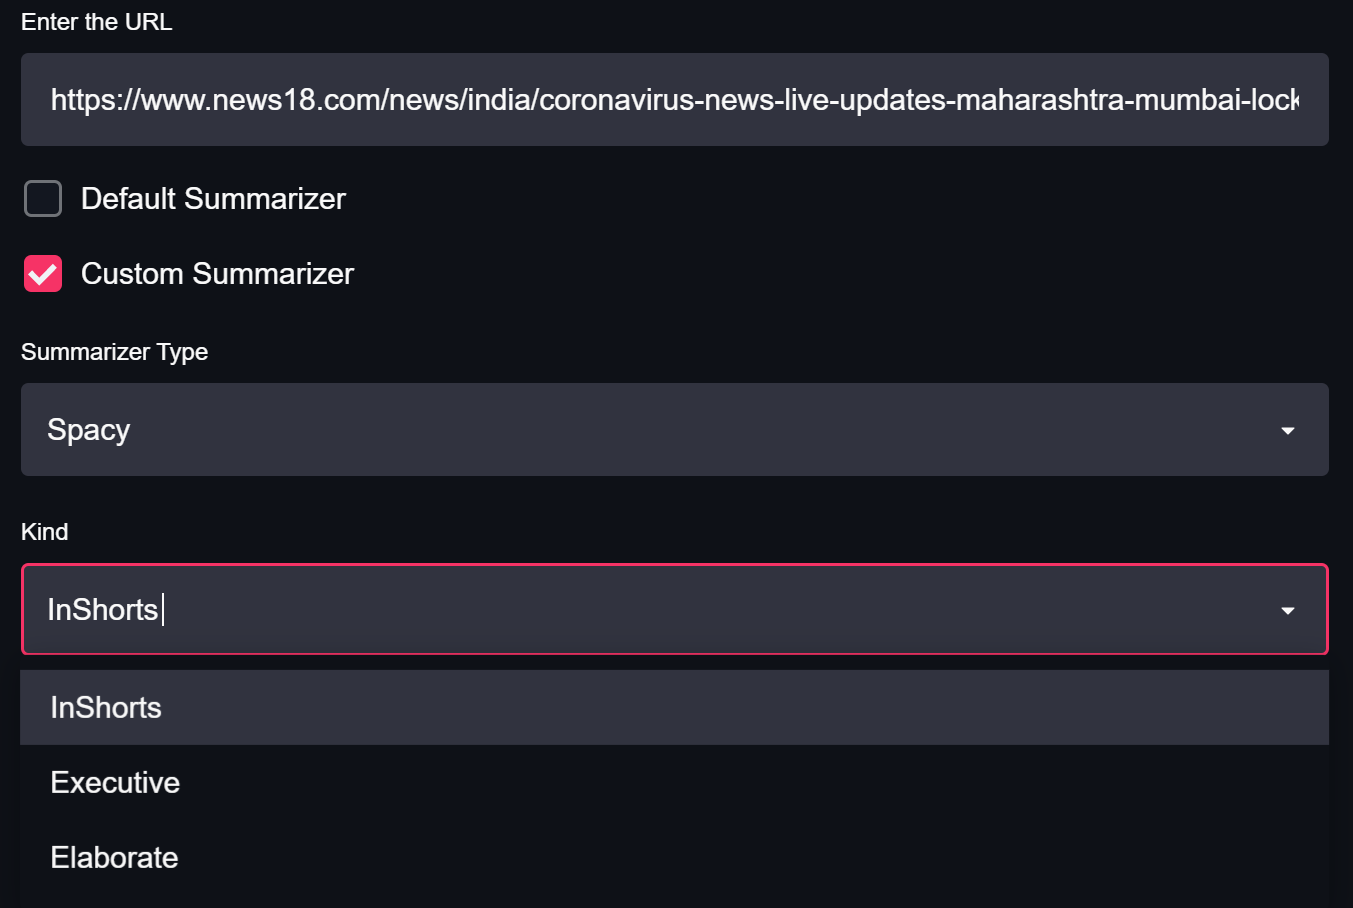 Enter the URL
https://www.news18.com/news/india/coronavirus-news-live-updates-maharashtra-mumbai-lock
Default Summarizer
Custom Summarizer
Summarizer Type
Spacy
Kind
InShorts
InShorts
Executive
Elaborate